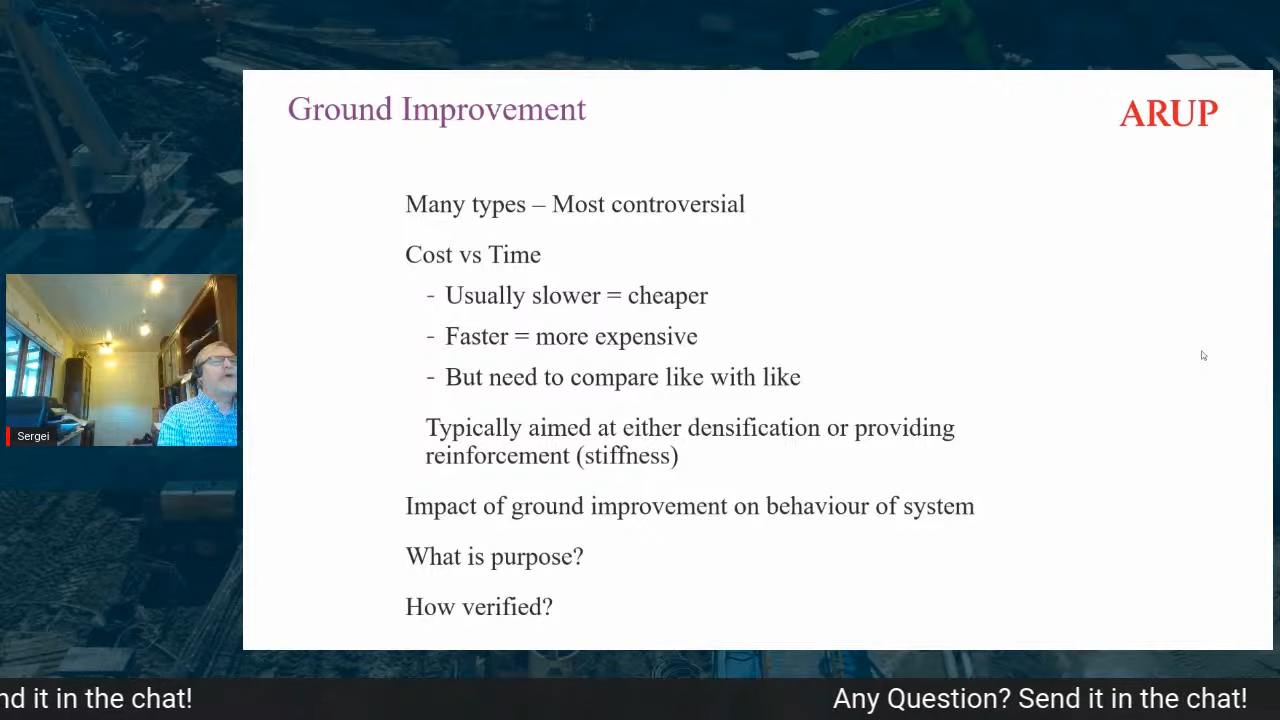 Ground Improvement
ARUP
Many types – Most controversial
Cost vs Time
- Usually slower = cheaper
- Faster = more expensive
- But need to compare like with like
Typically aimed at either densification or providing
reinforcement (stiffness)
Impact of ground improvement on behaviour of system
What is purpose?
How verified?
Sergei
nd it in the chat!
Any Question? Send it in the chat!